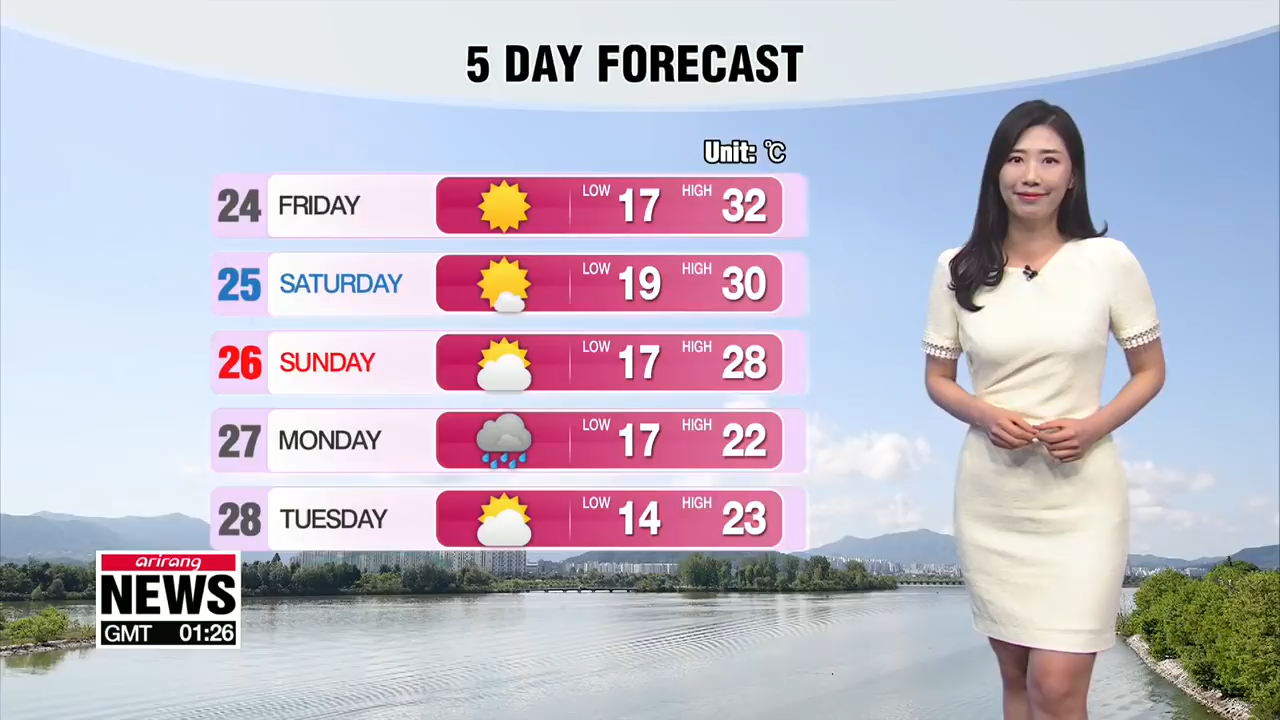 5 DAY FORECAST
Unit: ℃
24 FRIDAY LOW 17 HIGH 32
25 SATURDAY LOW 19 HIGH 30
26 SUNDAY LOW 17 HIGH 28
27 MONDAY LOW 17 HIGH 22
28 TUESDAY LOW 14 HIGH 23
arirang
NEWS
GMT 01:26